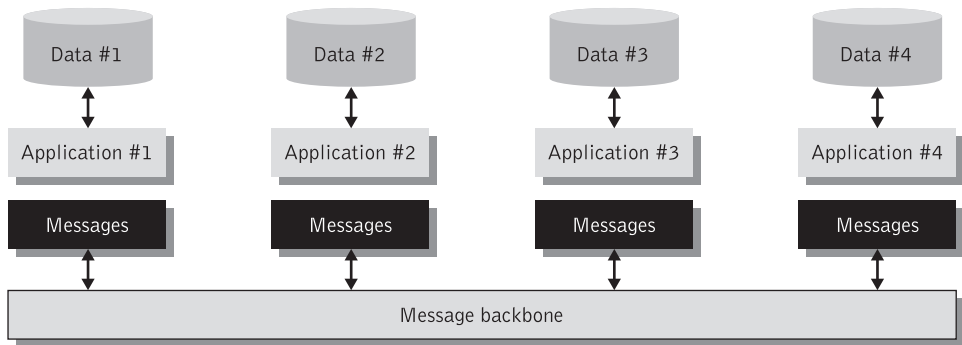 Data #1
Data #2
Data #3
Data #4
Application #1
Application #2
Application #3
Application #4
Messages
Messages
Messages
Messages
Message backbone